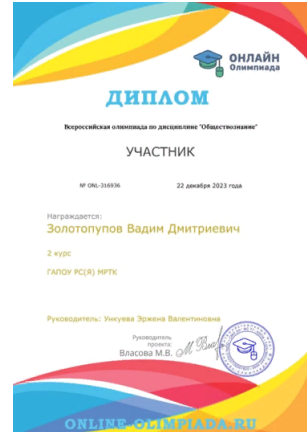 ОНЛАЙН
Олимпиада
ДИПЛОМ
Всероссийская олимпиада по дисциплине "Обществознание"
УЧАСТНИК
№ ONL-316936
22 декабря 2023 года
Награждается:
Золотопупов Вадим Дмитриевич
2 курс
ГАПОУ РС(Я) МРТК
Руководитель: Ункуева Эржена Валентиновна
Руководитель
проекта:
Власова М.В.
ONLINE-OLIMPIADA.RU